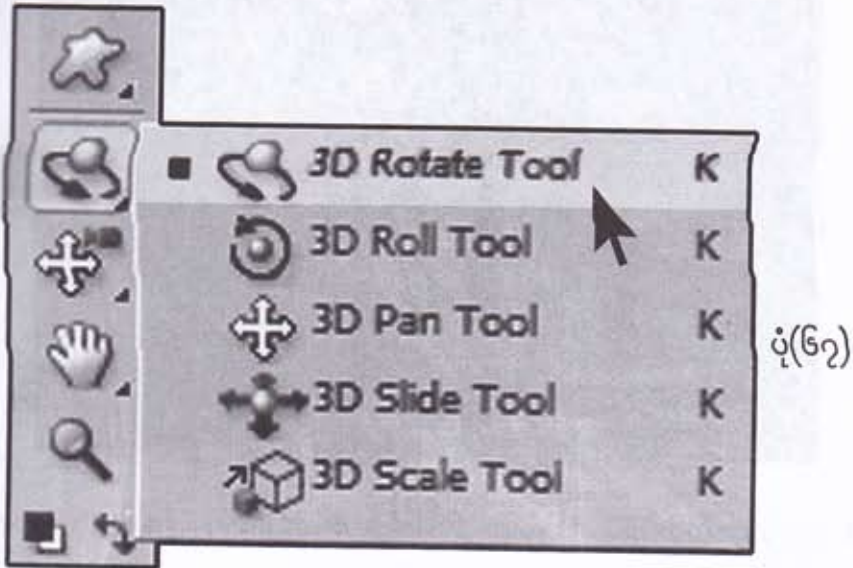 3D Rotate Tool K
3D Roll Tool K
3D Pan Tool K
3D Slide Tool K
3D Scale Tool K
ပုံ(၆၇)